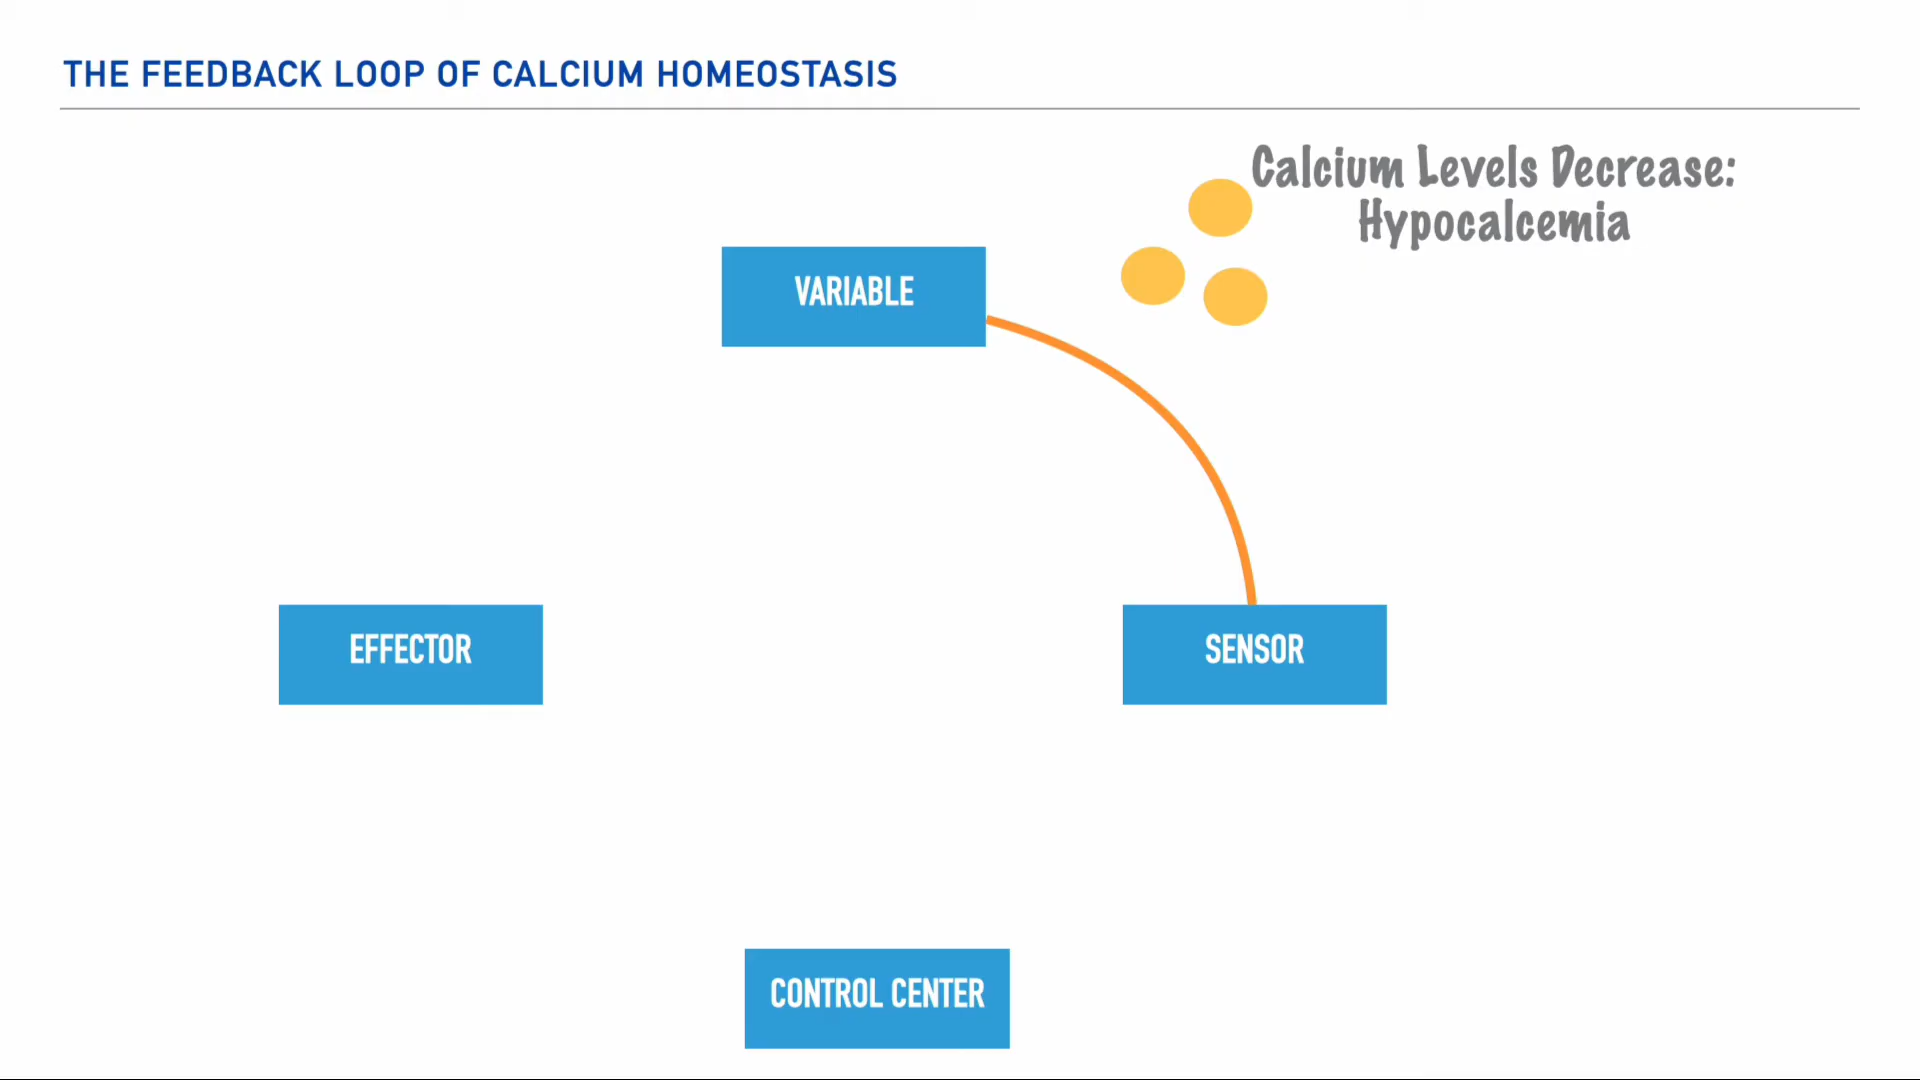 THE FEEDBACK LOOP OF CALCIUM HOMEOSTASIS
Calcium Levels Decrease:
Hypocalcemia
VARIABLE
EFFECTOR
SENSOR
CONTROL CENTER